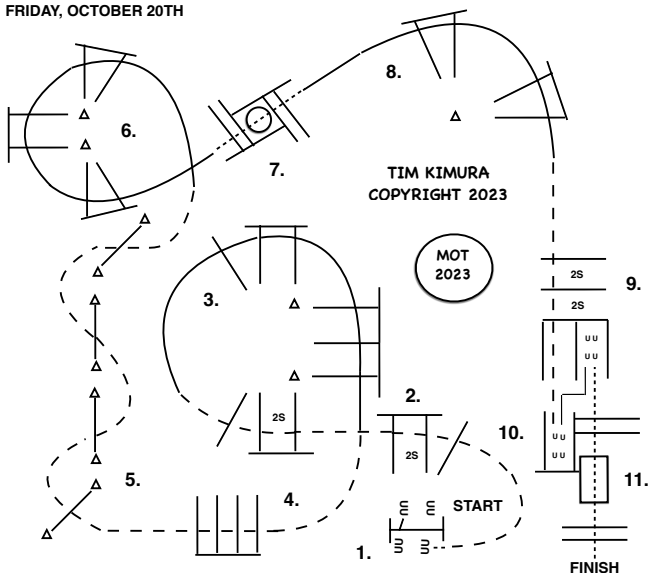 FRIDAY, OCTOBER 20TH
8.
6.
7.
TIM KIMURA
COPYRIGHT 2023
MOT
2023
9.
2S
2S
3.
2.
2S
2S
10.
11.
5.
4.
START
1.
FINISH